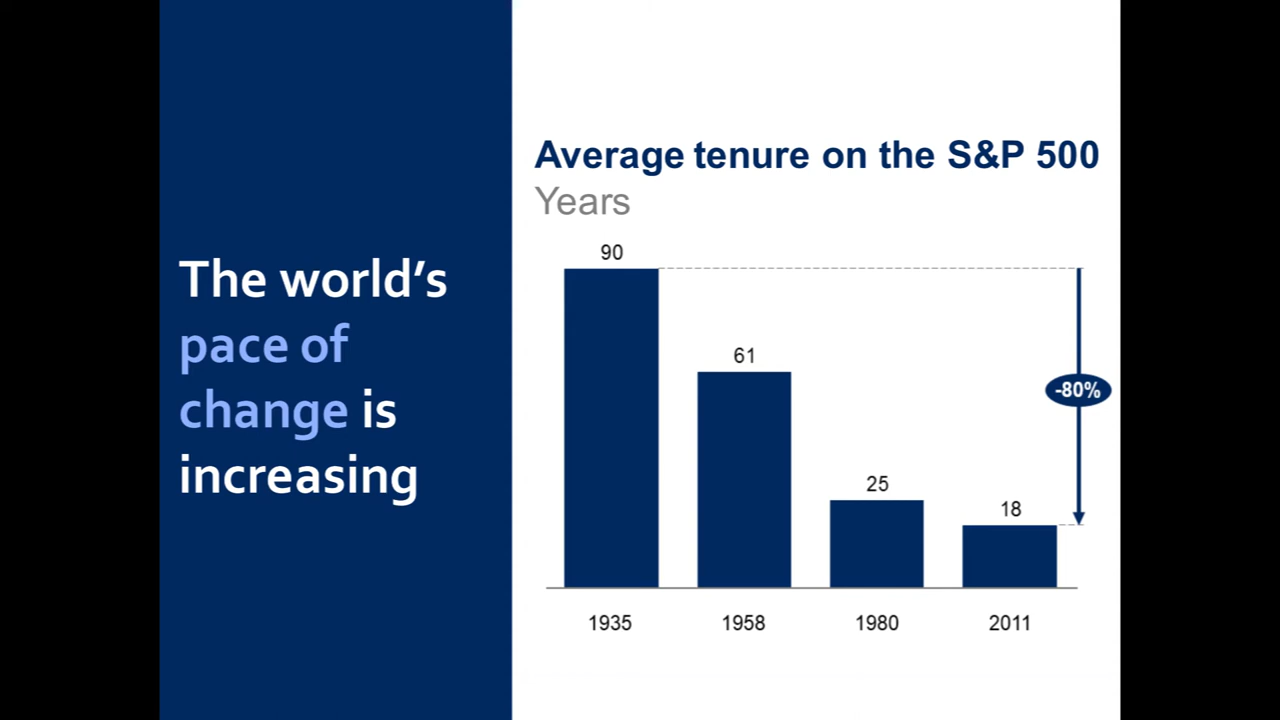 The world’s
pace of
change is
increasing
Average tenure on the S&P 500
Years
90
61
25
18
-80%
1935
1958
1980
2011